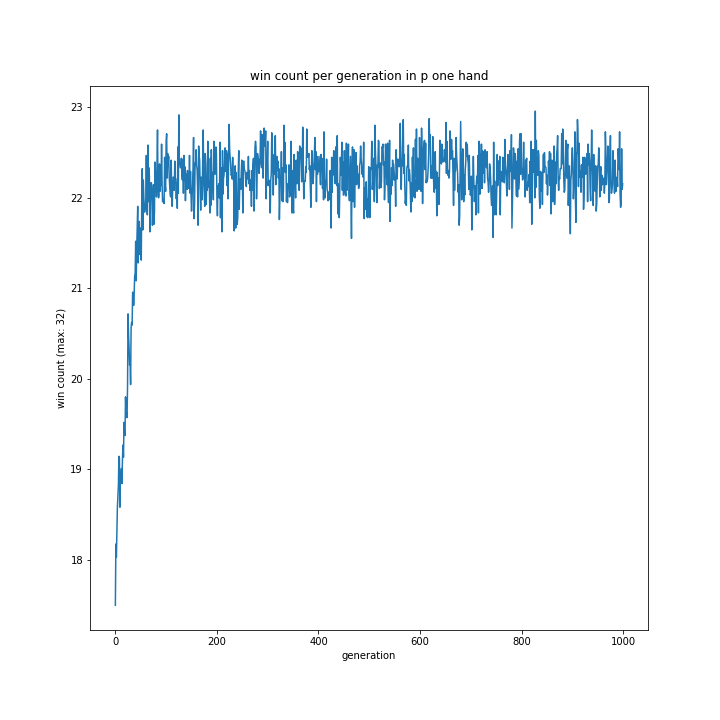 win count per generation in p one hand
23
22
21
20
19
18
win count (max: 32)
0 200 400 600 800 1000
generation